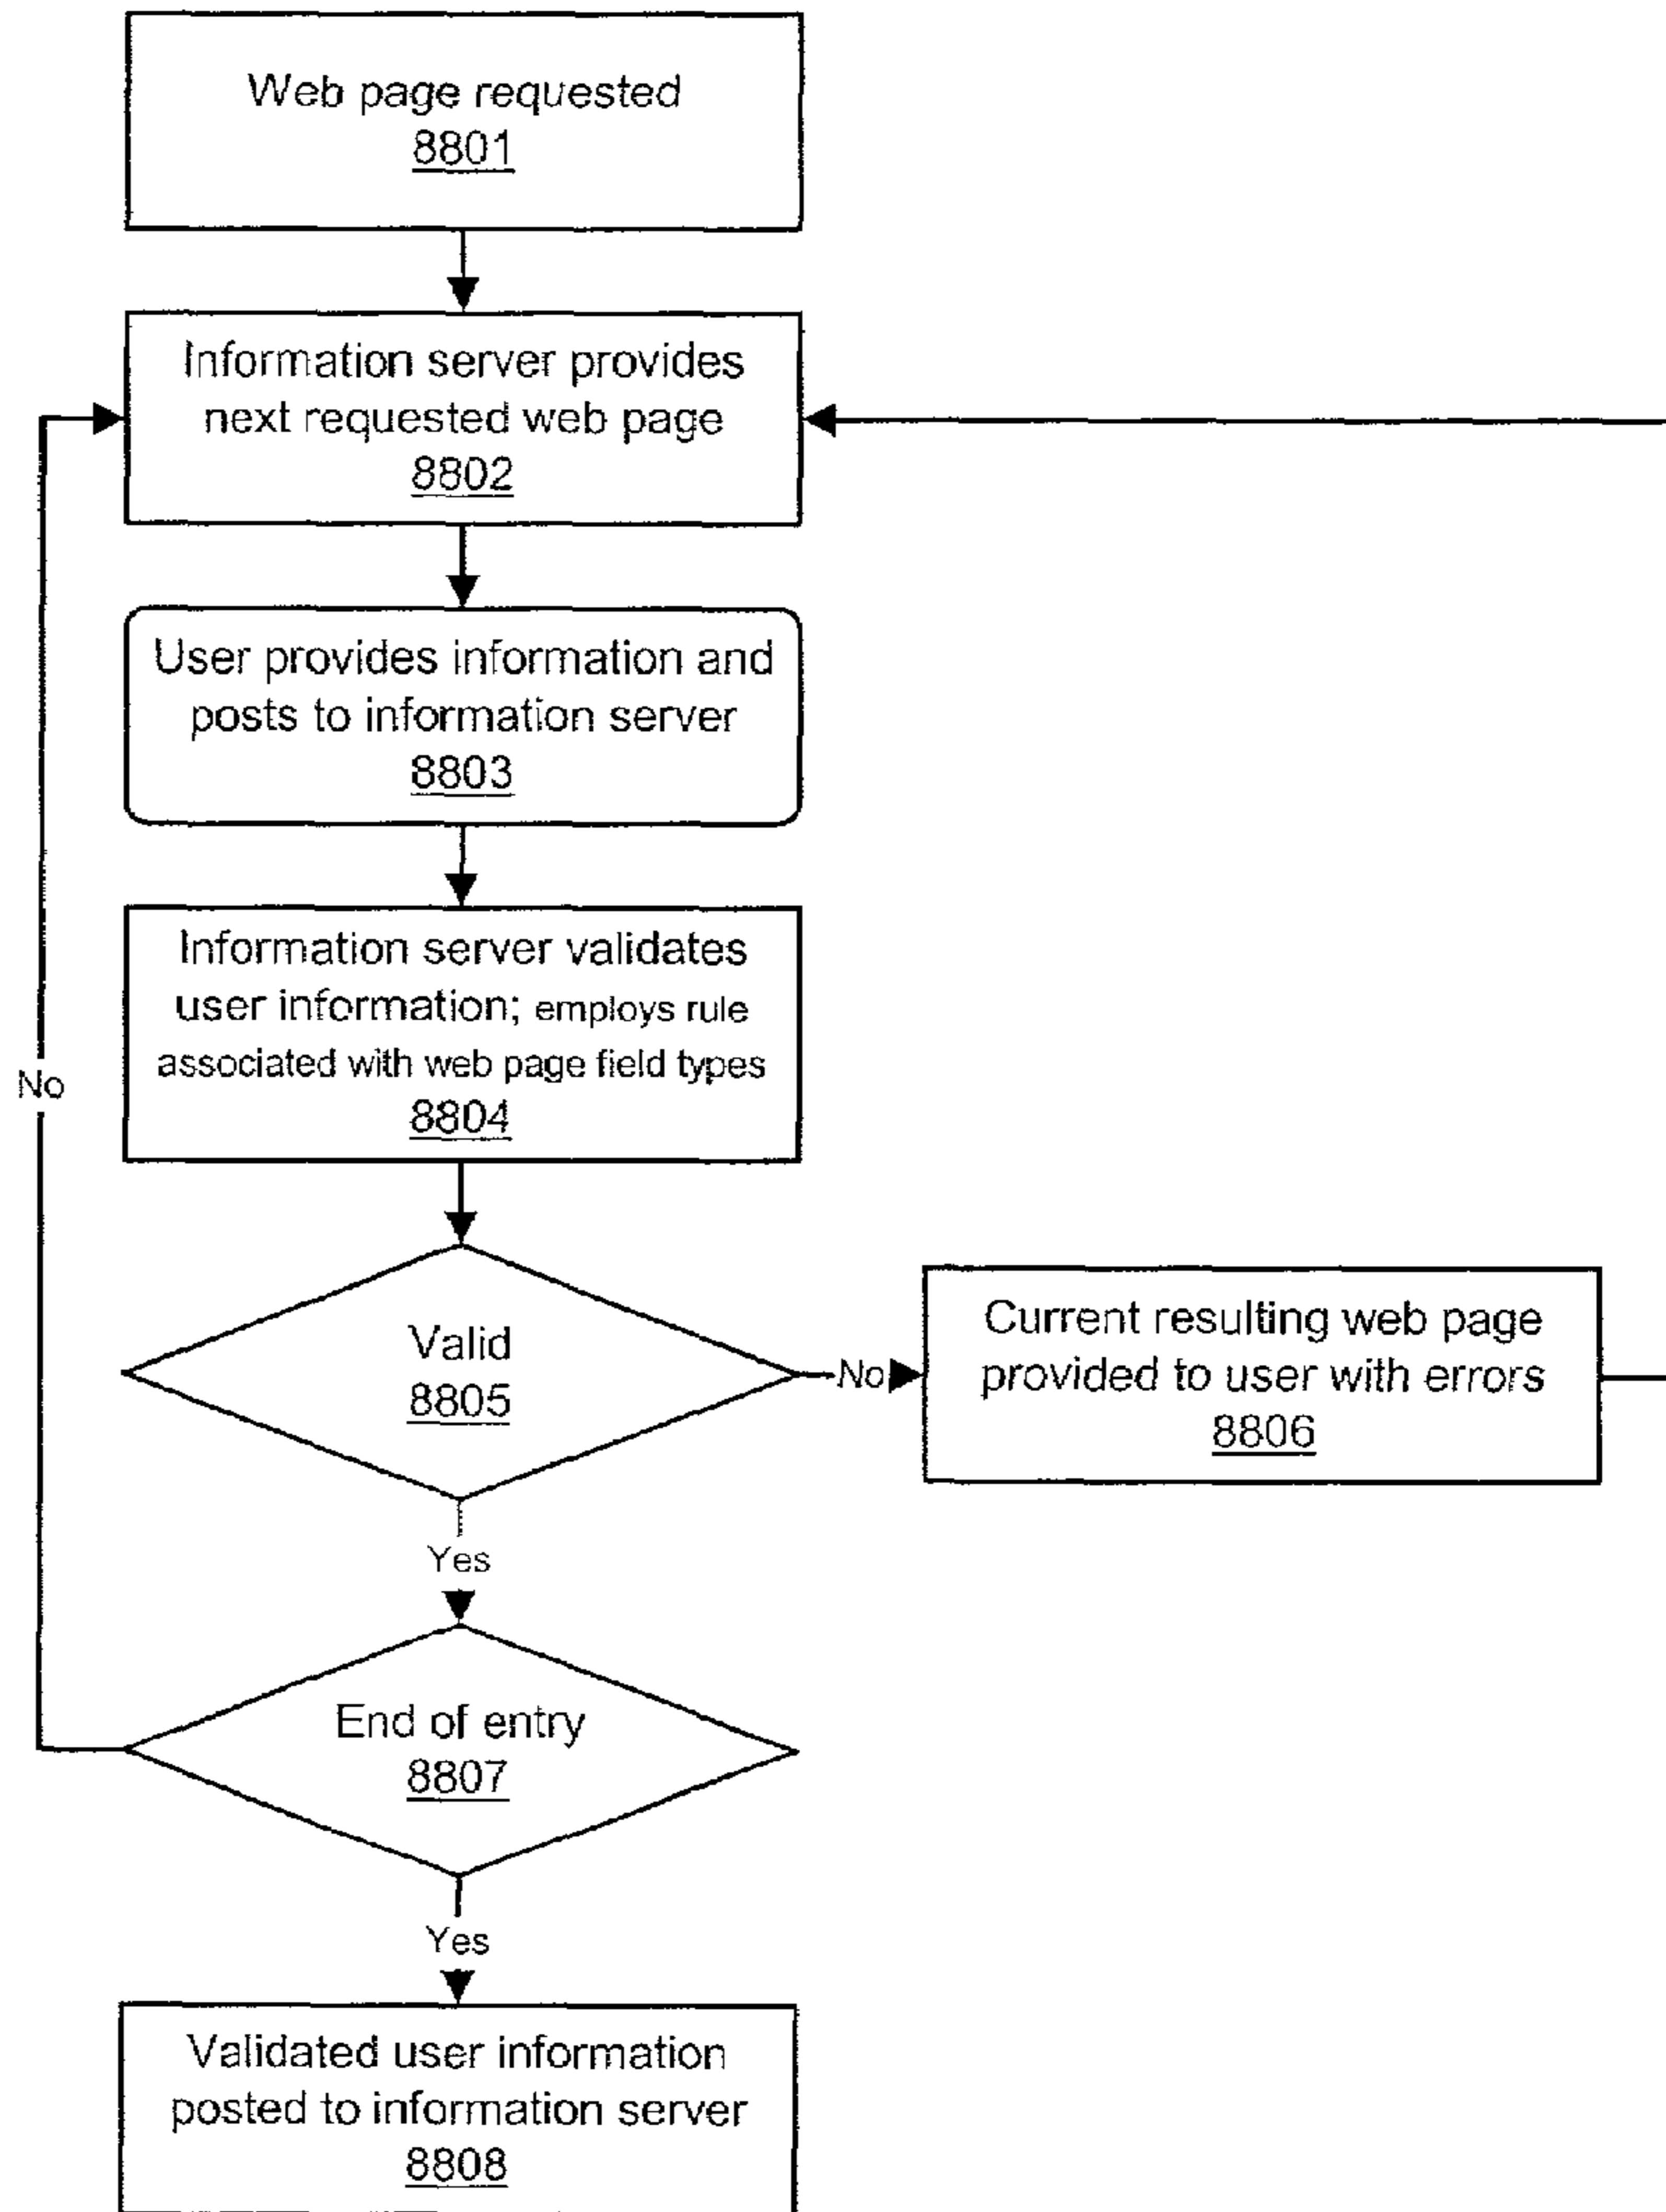 Web page requested
8801
Information server provides
next requested web page
8802
User provides information and
posts to information server
8803
Information server validates
user information; employs rule
associated with web page field types
8804
No
Valid
8805
No
Current resulting web page
provided to user with errors
8806
Yes
End of entry
8807
Yes
Validated user information
posted to information server
8808